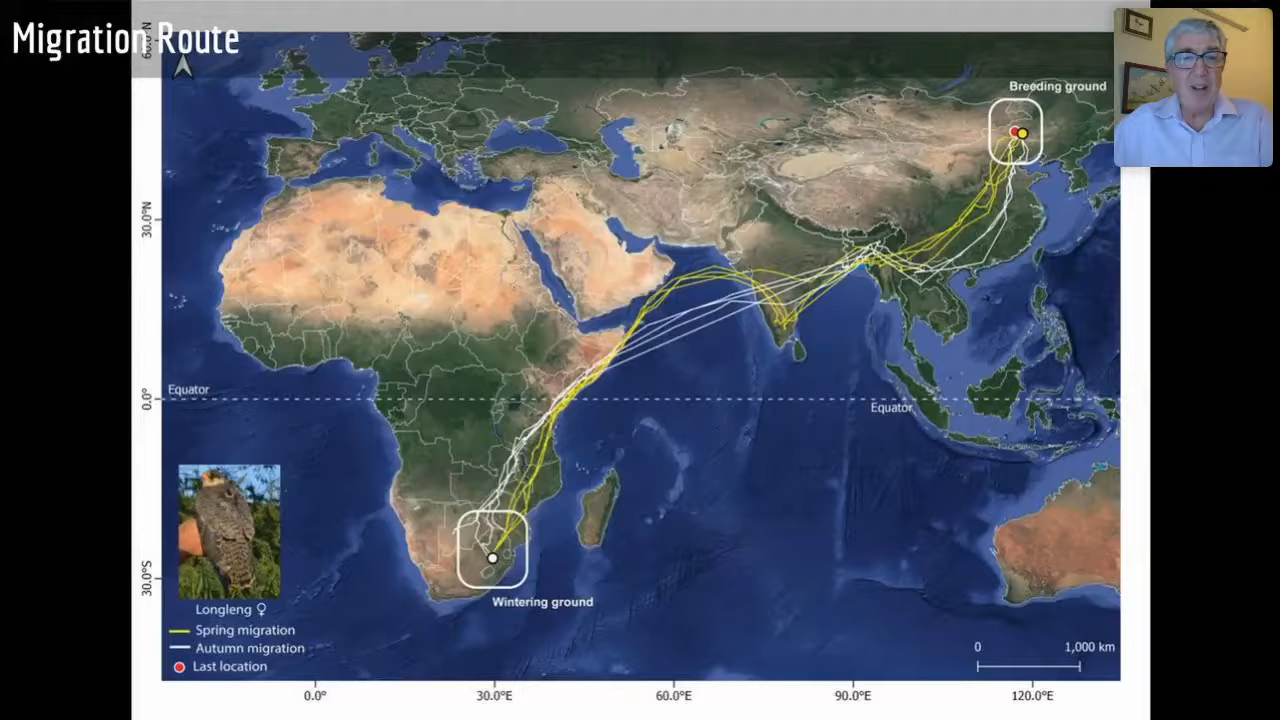 Migration Route
60.0°N
Breeding ground
30.0°N
Equator
0.0°
Equator
30.0°S
Wintering ground
Longleng ♀
Spring migration
Autumn migration
Last location
0 1,000 km
0.0° 30.0°E 60.0°E 90.0°E 120.0°E